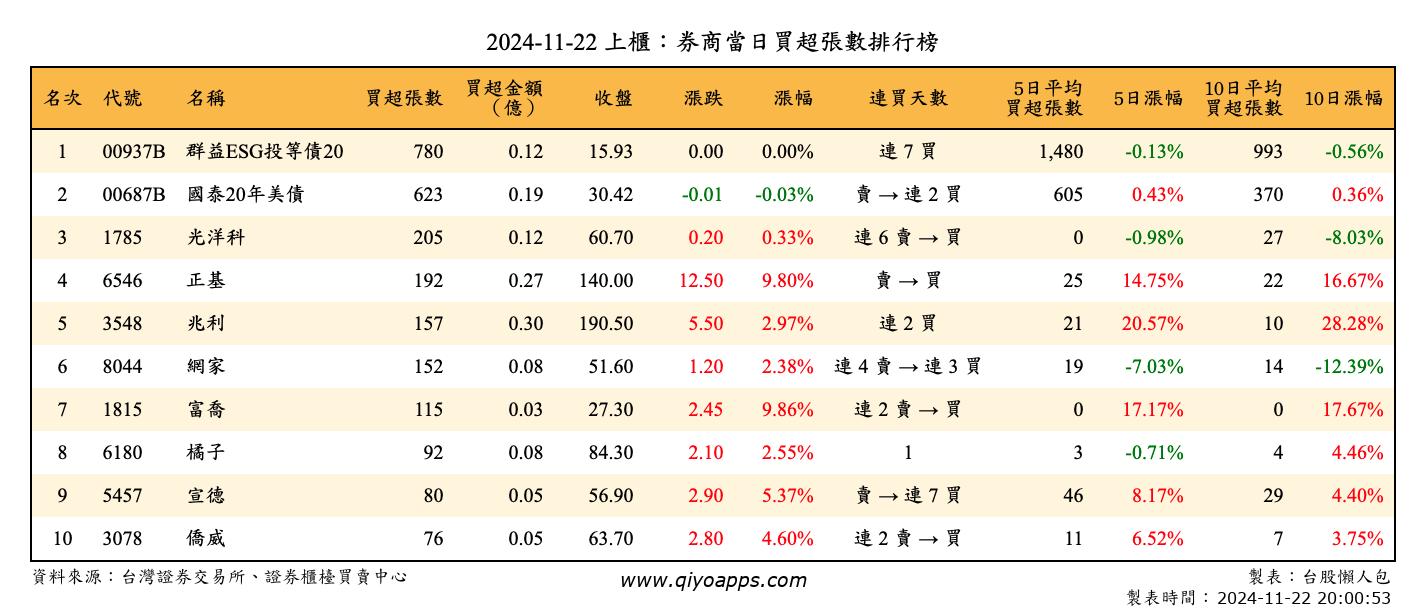 2024-11-22 上櫃：券商當日買超張數排行榜
名次 代號 名稱 買超張數 買超金額（億） 收盤 漲跌 漲幅 連買天數 5日平均買超張數 5日漲幅 10日平均買超張數 10日漲幅
1 00937B 群益ESG投等債20 780 0.12 15.93 0.00 0.00% 連 7 買 1,480 -0.13% 993 -0.56%
2 00687B 國泰20年美債 623 0.19 30.42 -0.01 -0.03% 賣 → 連 2 買 605 0.43% 370 0.36%
3 1785 光洋科 205 0.12 60.70 0.20 0.33% 連 6 賣 → 買 0 -0.98% 27 -8.03%
4 6546 正基 192 0.27 140.00 12.50 9.80% 賣 → 買 25 14.75% 22 16.67%
5 3548 兆利 157 0.30 190.50 5.50 2.97% 連 2 買 21 20.57% 10 28.28%
6 8044 網家 152 0.08 51.60 1.20 2.38% 連 4 賣 → 連 3 買 19 -7.03% 14 -12.39%
7 1815 富喬 115 0.03 27.30 2.45 9.86% 連 2 賣 → 買 0 17.17% 0 17.67%
8 6180 橘子 92 0.08 84.30 2.10 2.55% 1 3 -0.71% 4 4.46%
9 5457 宣德 80 0.05 56.90 2.90 5.37% 賣 → 連 7 買 46 8.17% 29 4.40%
10 3078 僑威 76 0.05 63.70 2.80 4.60% 連 2 賣 → 買 11 6.52% 7 3.75%
資料來源：台灣證券交易所、證券櫃檯買賣中心 www.qiyoapps.com 製表：台股懶人包
製表時間：2024-11-22 20:00:53